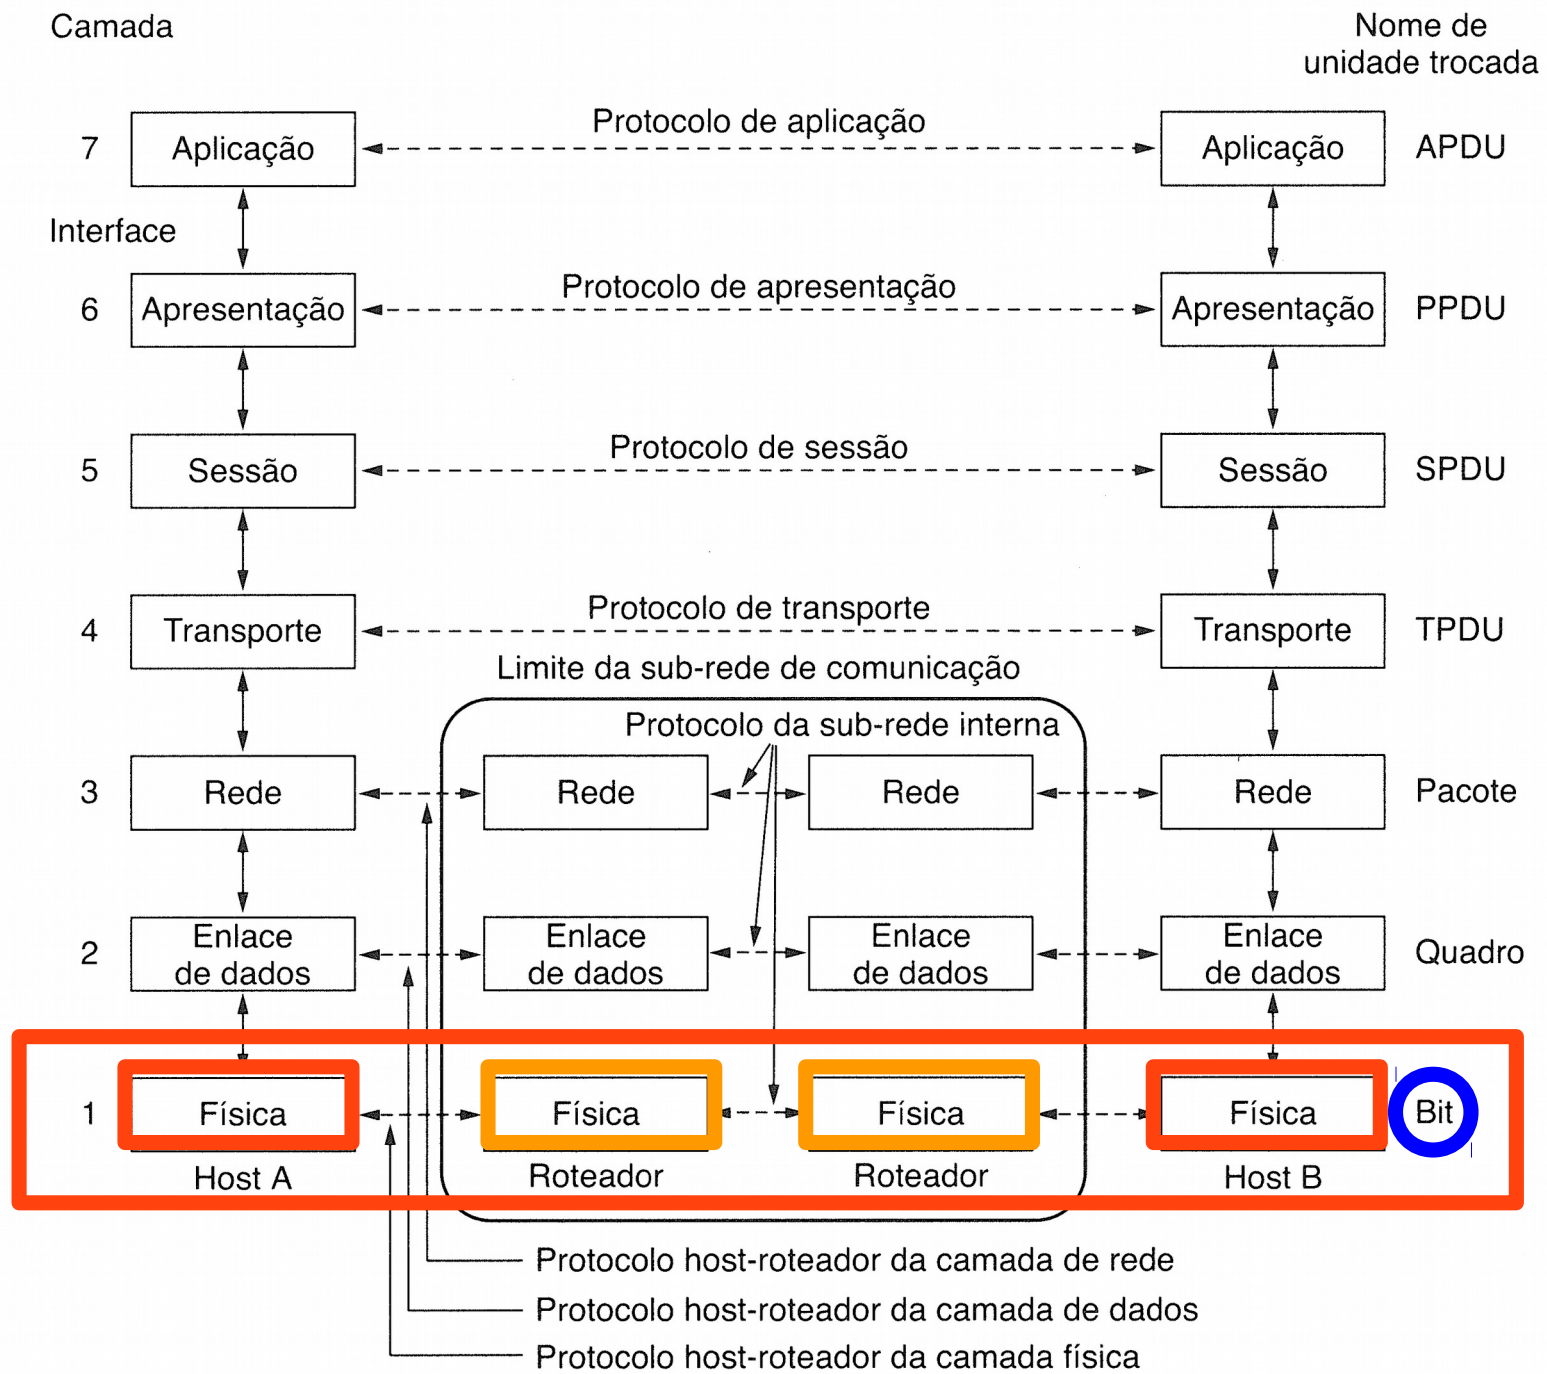 Camada
Nome de
unidade trocada
7
Aplicação
Protocolo de aplicação
Aplicação
APDU
Interface
6
Apresentação
Protocolo de apresentação
Apresentação
PPDU
5
Sessão
Protocolo de sessão
Sessão
SPDU
4
Transporte
Protocolo de transporte
Transporte
TPDU
Limite da sub-rede de comunicação
Protocolo da sub-rede interna
3
Rede
Rede
Rede
Rede
Pacote
2
Enlace
de dados
Enlace
de dados
Enlace
de dados
Enlace
de dados
Quadro
1
Física
Física
Física
Física
Bit
Host A
Roteador
Roteador
Host B
Protocolo host-roteador da camada de rede
Protocolo host-roteador da camada de dados
Protocolo host-roteador da camada física